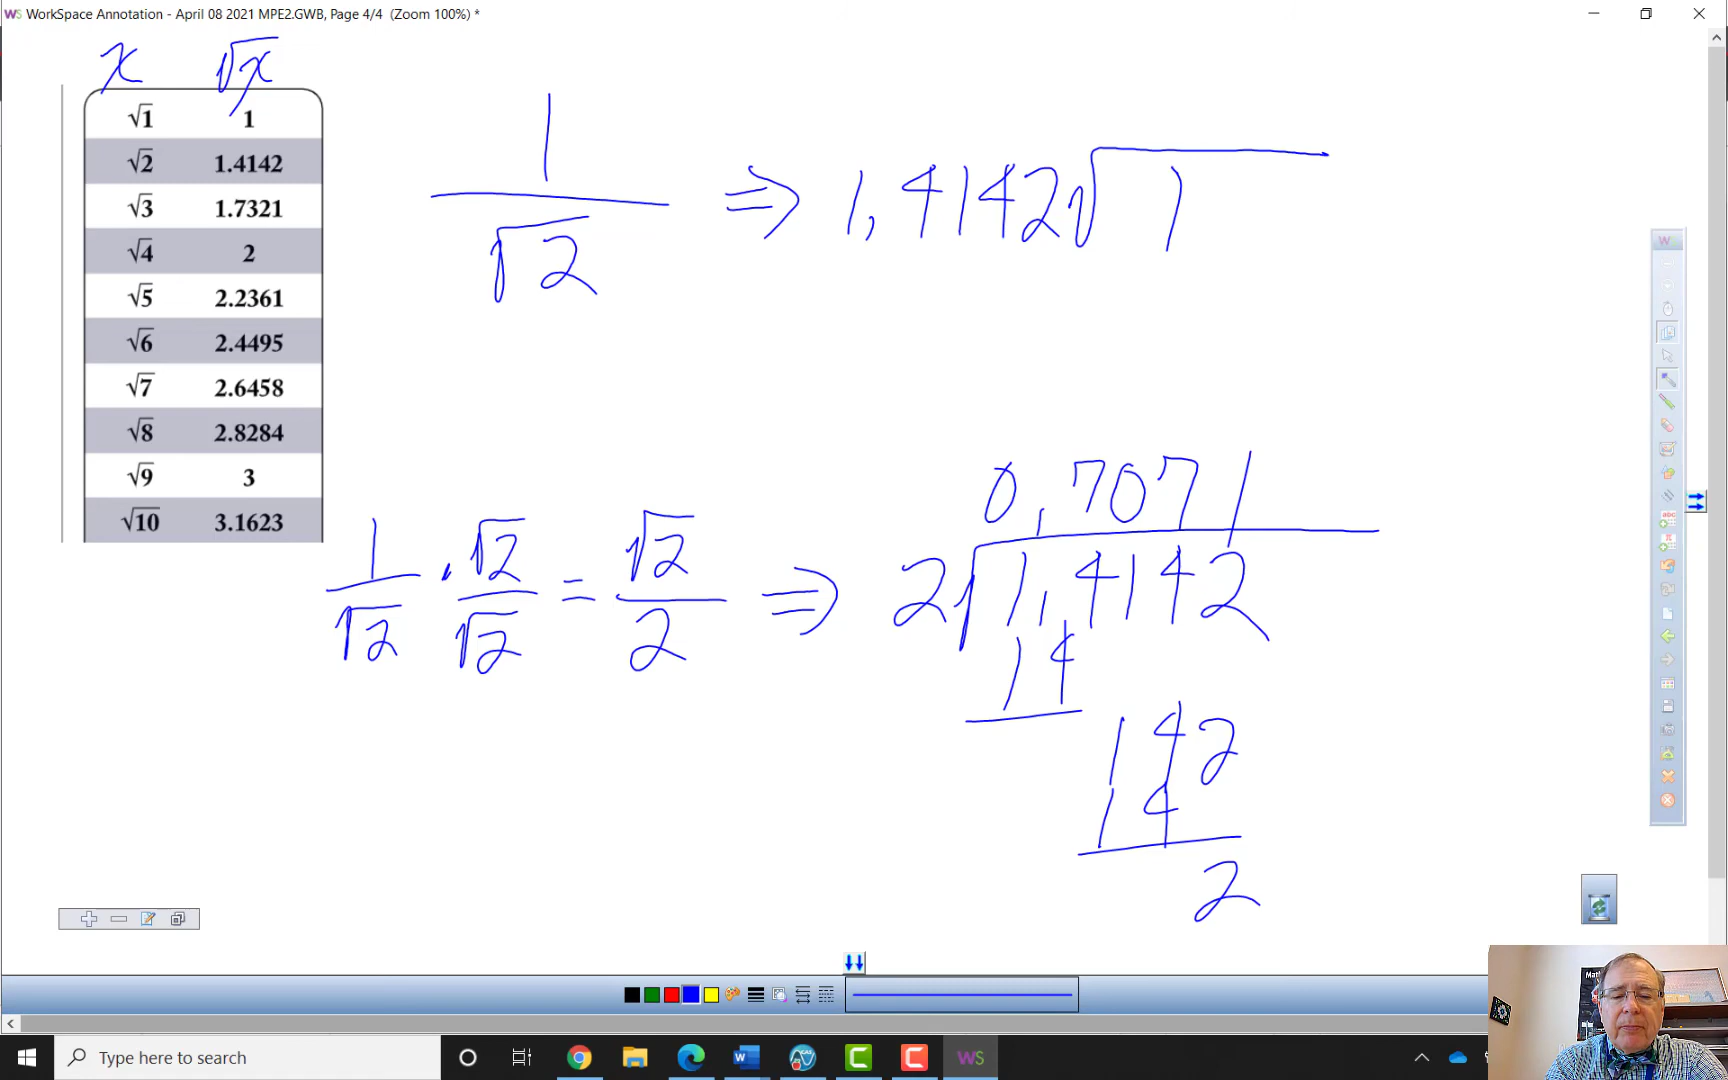 WS WorkSpace Annotation - April 08 2021 MPE2.GWB, Page 4/4 (Zoom 100%) *
x √x
√1 1
√2 1.4142
√3 1.7321
√4 2
√5 2.2361
√6 2.4495
√7 2.6458
√8 2.8284
√9 3
√10 3.1623
1/√2 ⇒ 1,4142√1
1/√2 · √2/√2 = √2/2 ⇒ 2√1,4142
0,7071
14
142
14
2
Type here to search
WS